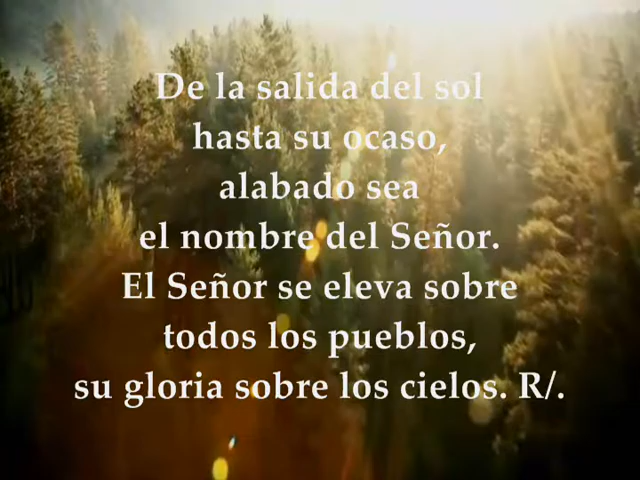 De la salida del sol
hasta su ocaso,
alabado sea
el nombre del Señor.
El Señor se eleva sobre
todos los pueblos,
su gloria sobre los cielos. R/.